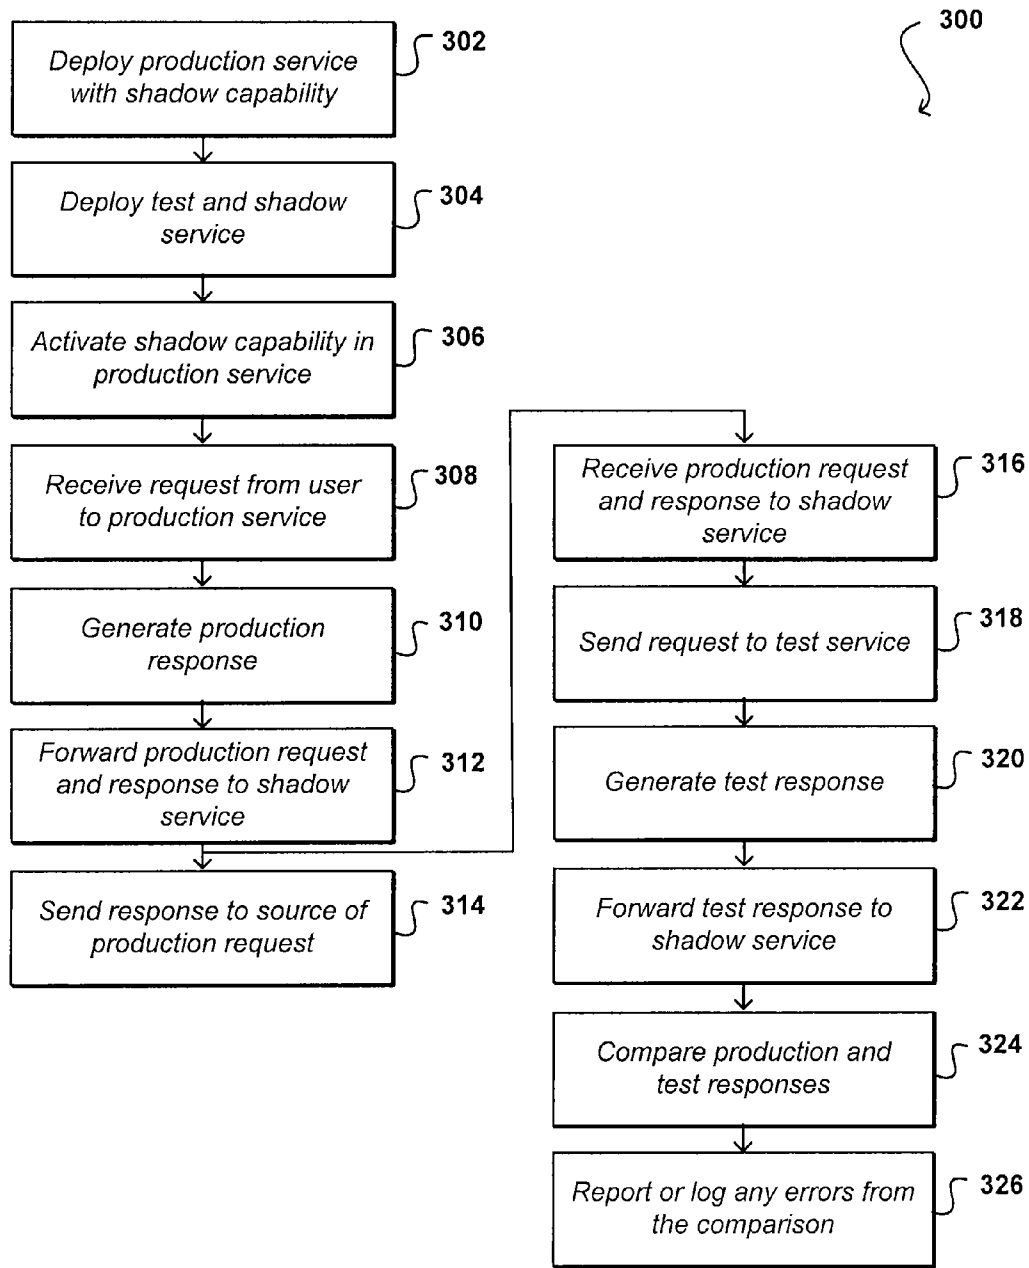 300
Deploy production service
with shadow capability
302
Deploy test and shadow
service
304
Activate shadow capability in
production service
306
Receive request from user
to production service
308
Generate production
response
310
Forward production request
and response to shadow
service
312
Send response to source of
production request
314
Receive production request
and response to shadow
service
316
Send request to test service
318
Generate test response
320
Forward test response to
shadow service
322
Compare production and
test responses
324
Report or log any errors from
the comparison
326